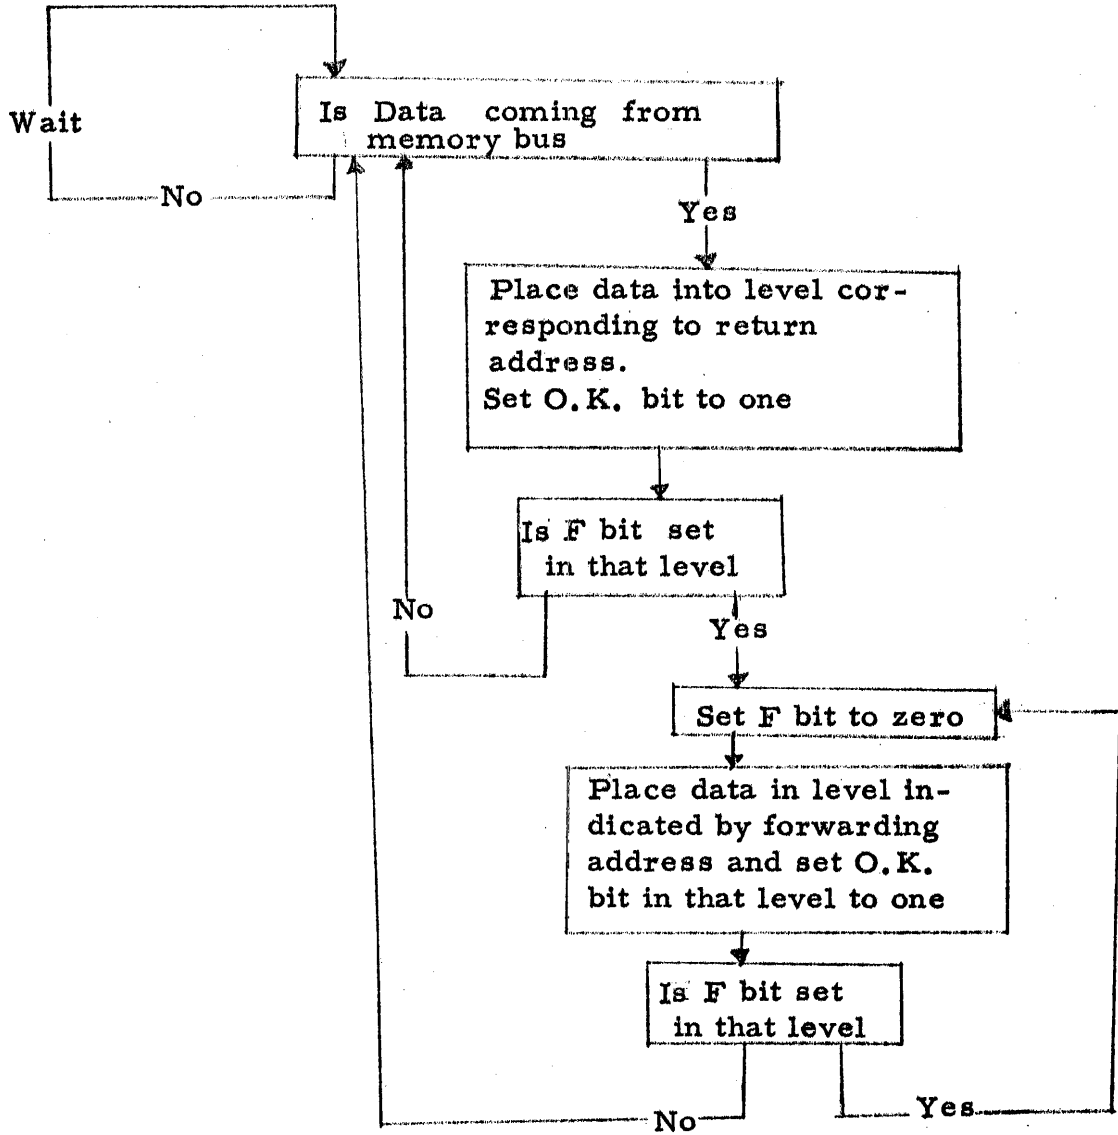 Is Data coming from
memory bus
Wait
No
Yes
Place data into level cor-
responding to return
address.
Set O.K. bit to one
Is F bit set
in that level
No
Yes
Set F bit to zero
Place data in level in-
dicated by forwarding
address and set O.K.
bit in that level to one
Is F bit set
in that level
No
Yes